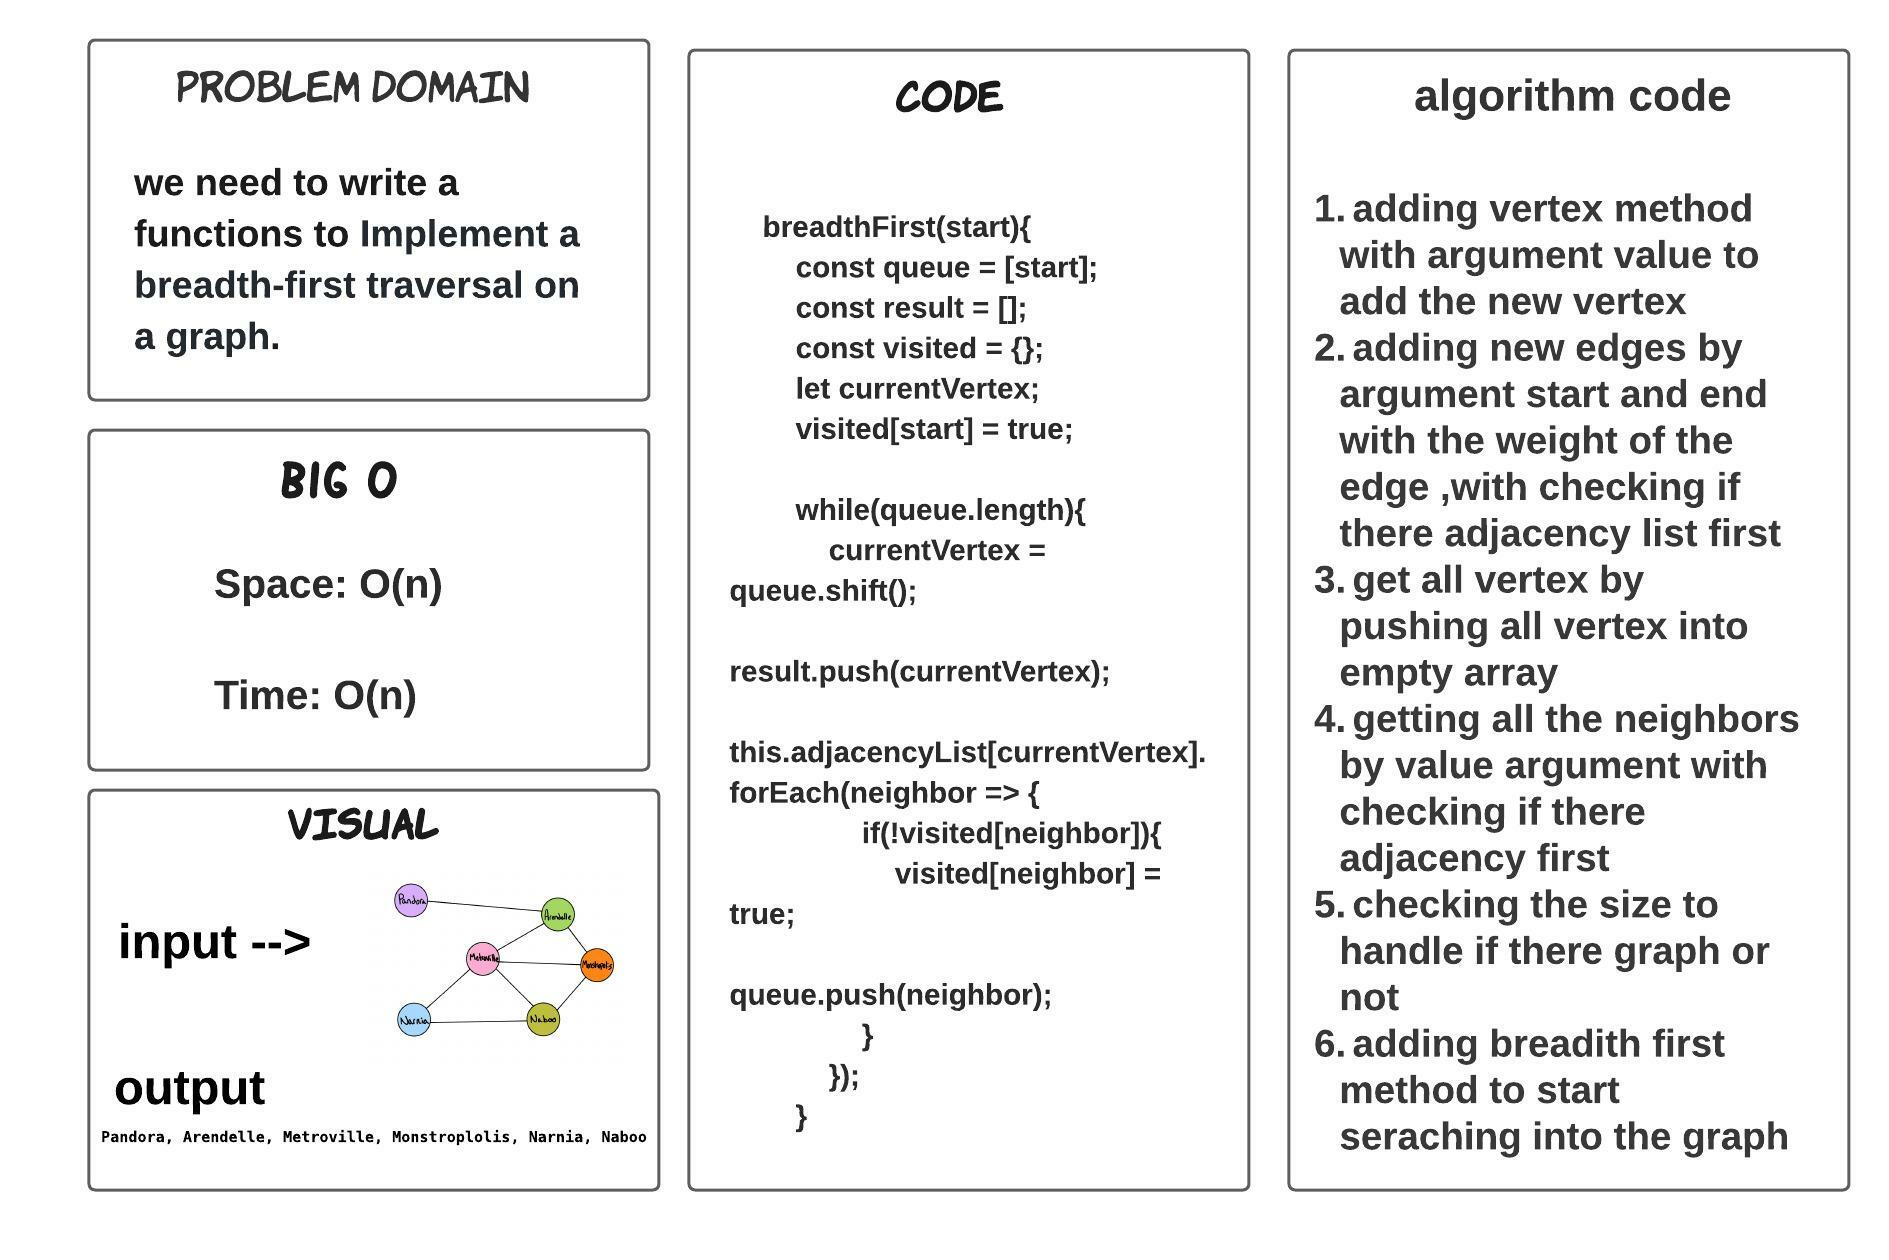 PROBLEM DOMAIN
we need to write a
functions to Implement a
breadth-first traversal on
a graph.
BIG O
Space: O(n)
Time: O(n)
VISUAL
input -->
Pandora
Arendelle
Metroville
Naboo
Narnia
output
Pandora, Arendelle, Metroville, Monstroplolis, Narnia, Naboo
CODE
breadthFirst(start){
const queue = [start];
const result = [];
const visited = {};
let currentVertex;
visited[start] = true;
while(queue.length){
currentVertex =
queue.shift();
result.push(currentVertex);
this.adjacencyList[currentVertex].
forEach(neighbor => {
if(!visited[neighbor]){
visited[neighbor] =
true;
queue.push(neighbor);
}
});
}
algorithm code
1. adding vertex method
with argument value to
add the new vertex
2. adding new edges by
argument start and end
with the weight of the
edge ,with checking if
there adjacency list first
3. get all vertex by
pushing all vertex into
empty array
4. getting all the neighbors
by value argument with
checking if there
adjacency first
5. checking the size to
handle if there graph or
not
6. adding breadith first
method to start
seraching into the graph